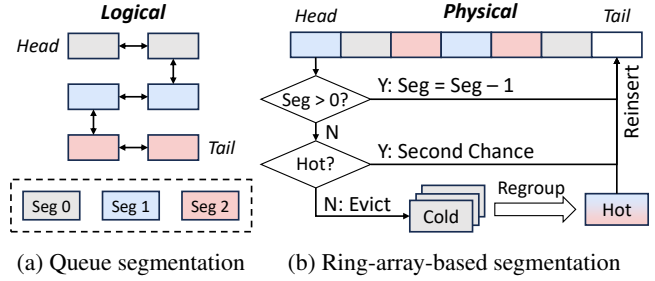 Logical
Head
Tail
Seg 0
Seg 1
Seg 2
(a) Queue segmentation
Physical
Head
Tail
Seg > 0?
Y: Seg = Seg – 1
N
Hot?
Y: Second Chance
N: Evict
Cold
Regroup
Hot
Reinsert
(b) Ring-array-based segmentation